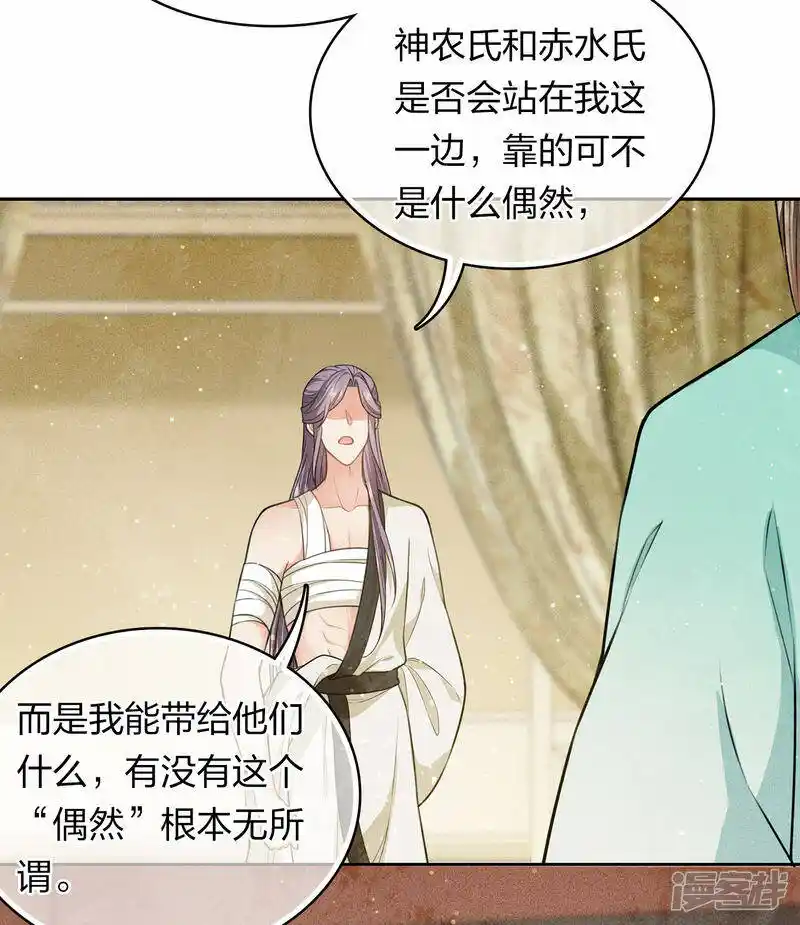 神农氏和赤水氏
是否会站在我这
一边，靠的可不
是什么偶然，
而是我能带给他们
什么，有没有这个
“偶然”根本无所
谓。
漫客栈